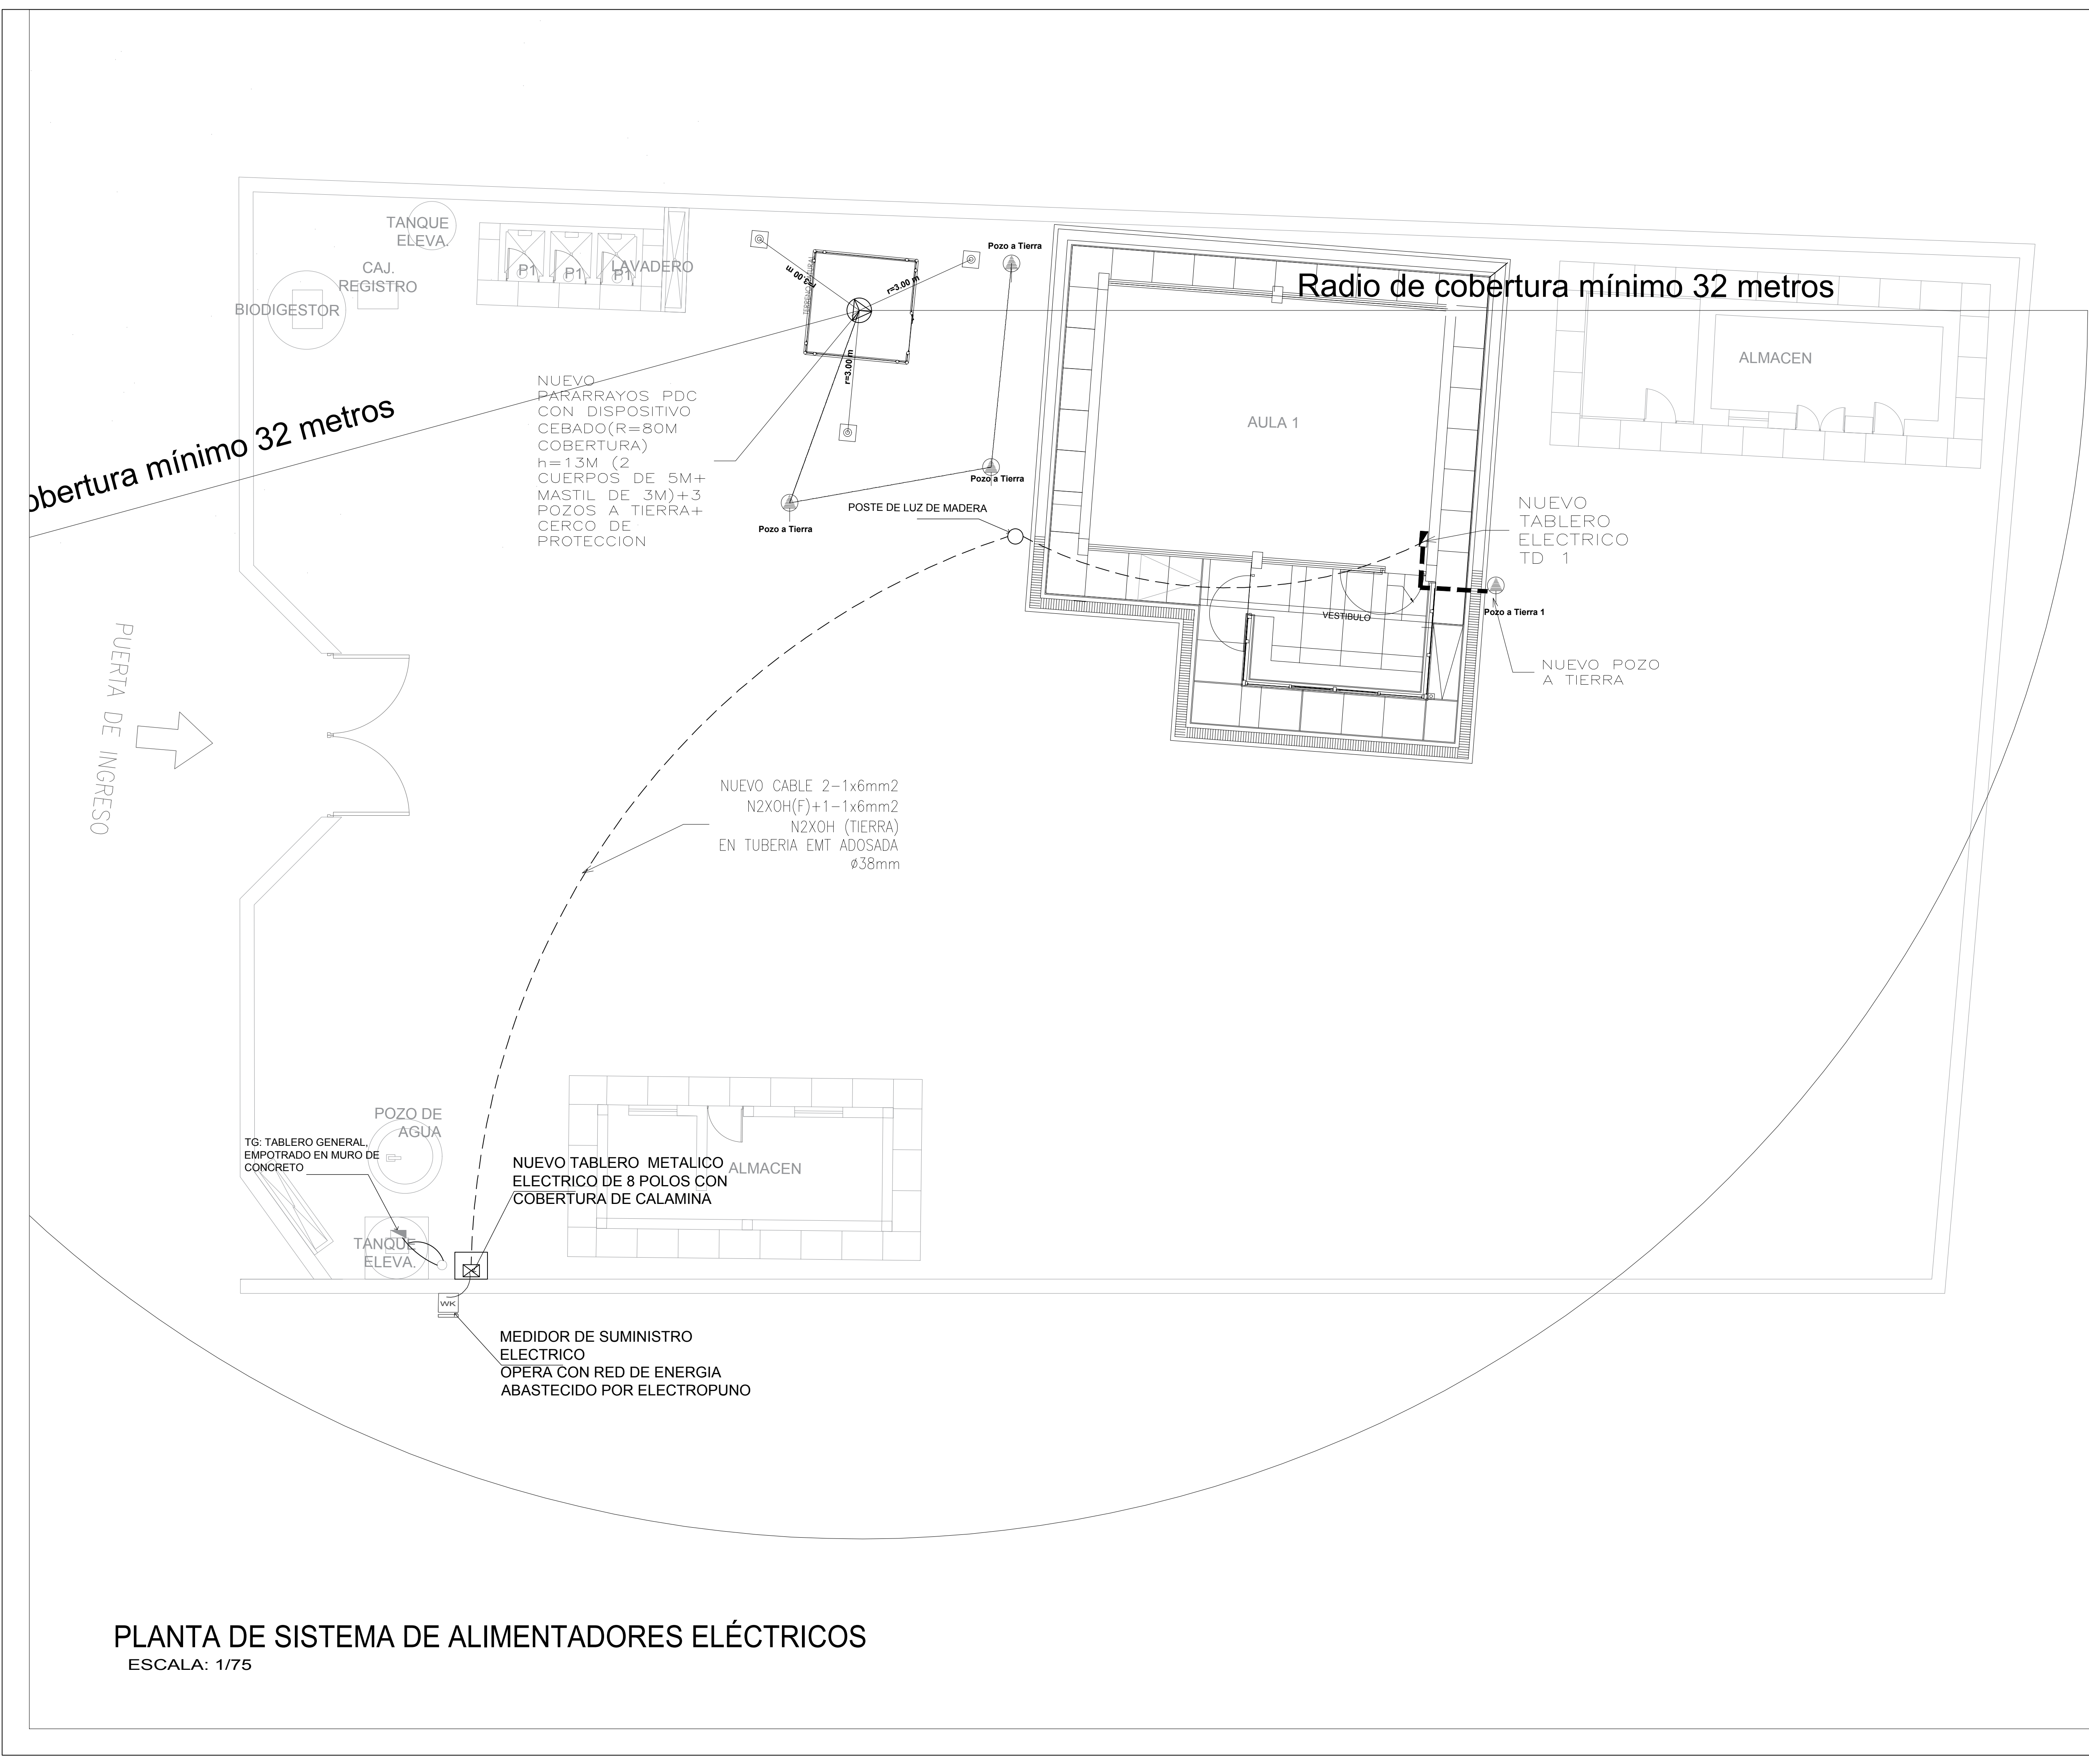 TANQUE
ELEVA.
CAJ.
REGISTRO
BIODIGESTOR
P1
P1
P1
LAVADERO
r=3.00 m
r=3.00 m
r=3.00 m
Pozo a Tierra
Radio de cobertura mínimo 32 metros
ALMACEN
AULA 1
NUEVO
PARARRAYOS PDC
CON DISPOSITIVO
CEBADO(R=80M
COBERTURA)
h=13M (2
CUERPOS DE 5M+
MASTIL DE 3M)+3
POZOS A TIERRA+
CERCO DE
PROTECCION
obertura mínimo 32 metros
Pozo a Tierra
Pozo a Tierra
POSTE DE LUZ DE MADERA
NUEVO
TABLERO
ELECTRICO
TD 1
Pozo a Tierra 1
VESTIBULO
NUEVO POZO
A TIERRA
PUERTA DE INGRESO
NUEVO CABLE 2-1x6mm2
N2XOH(F)+1-1x6mm2
N2XOH (TIERRA)
EN TUBERIA EMT ADOSADA
ø38mm
POZO DE
AGUA
TG: TABLERO GENERAL,
EMPOTRADO EN MURO DE
CONCRETO
NUEVO TABLERO METALICO
ELECTRICO DE 8 POLOS CON
COBERTURA DE CALAMINA
ALMACEN
TANQUE
ELEVA.
WK
MEDIDOR DE SUMINISTRO
ELECTRICO
OPERA CON RED DE ENERGIA
ABASTECIDO POR ELECTROPUNO
PLANTA DE SISTEMA DE ALIMENTADORES ELÉCTRICOS
ESCALA: 1/75